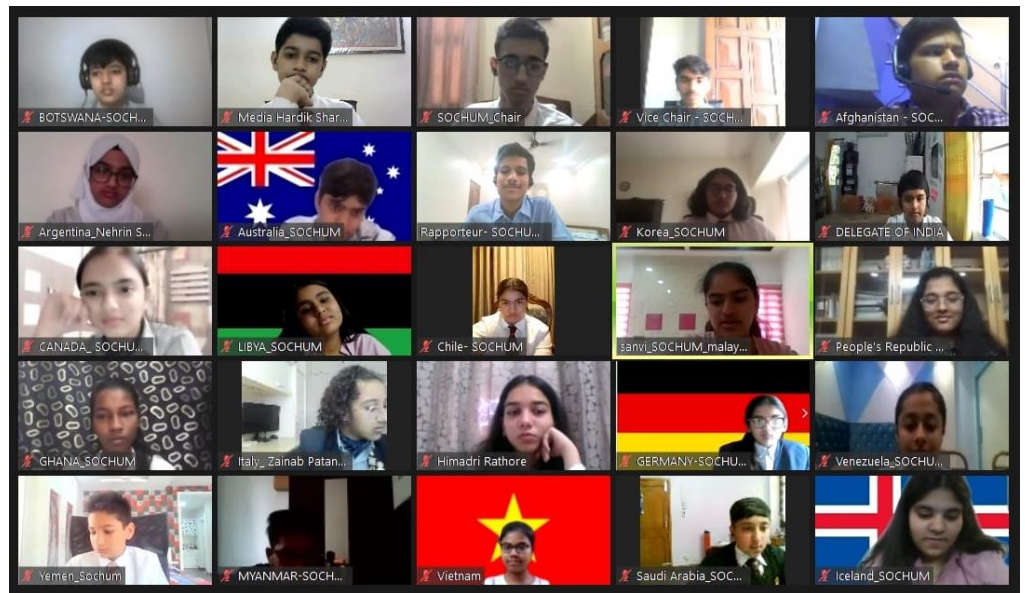 BOTSWANA-SOCH...
Media Hardik Shar...
SOCHUM_Chair
Vice Chair - SOCH...
Afghanistan - SOC...
Argentina_Nehrin S...
Australia_SOCHUM
Rapporteur- SOCHU...
Korea_SOCHUM
DELEGATE OF INDIA
CANADA_ SOCHU...
LIBYA_SOCHUM
Chile- SOCHUM
sanvi_SOCHUM_malay...
People's Republic ...
GHANA_SOCHUM
Italy_ Zainab Patan...
Himadri Rathore
GERMANY-SOCHU...
Venezuela_SOCHU...
Yemen_Sochum
MYANMAR-SOCH...
Vietnam
Saudi Arabia_SOC...
Iceland_SOCHUM